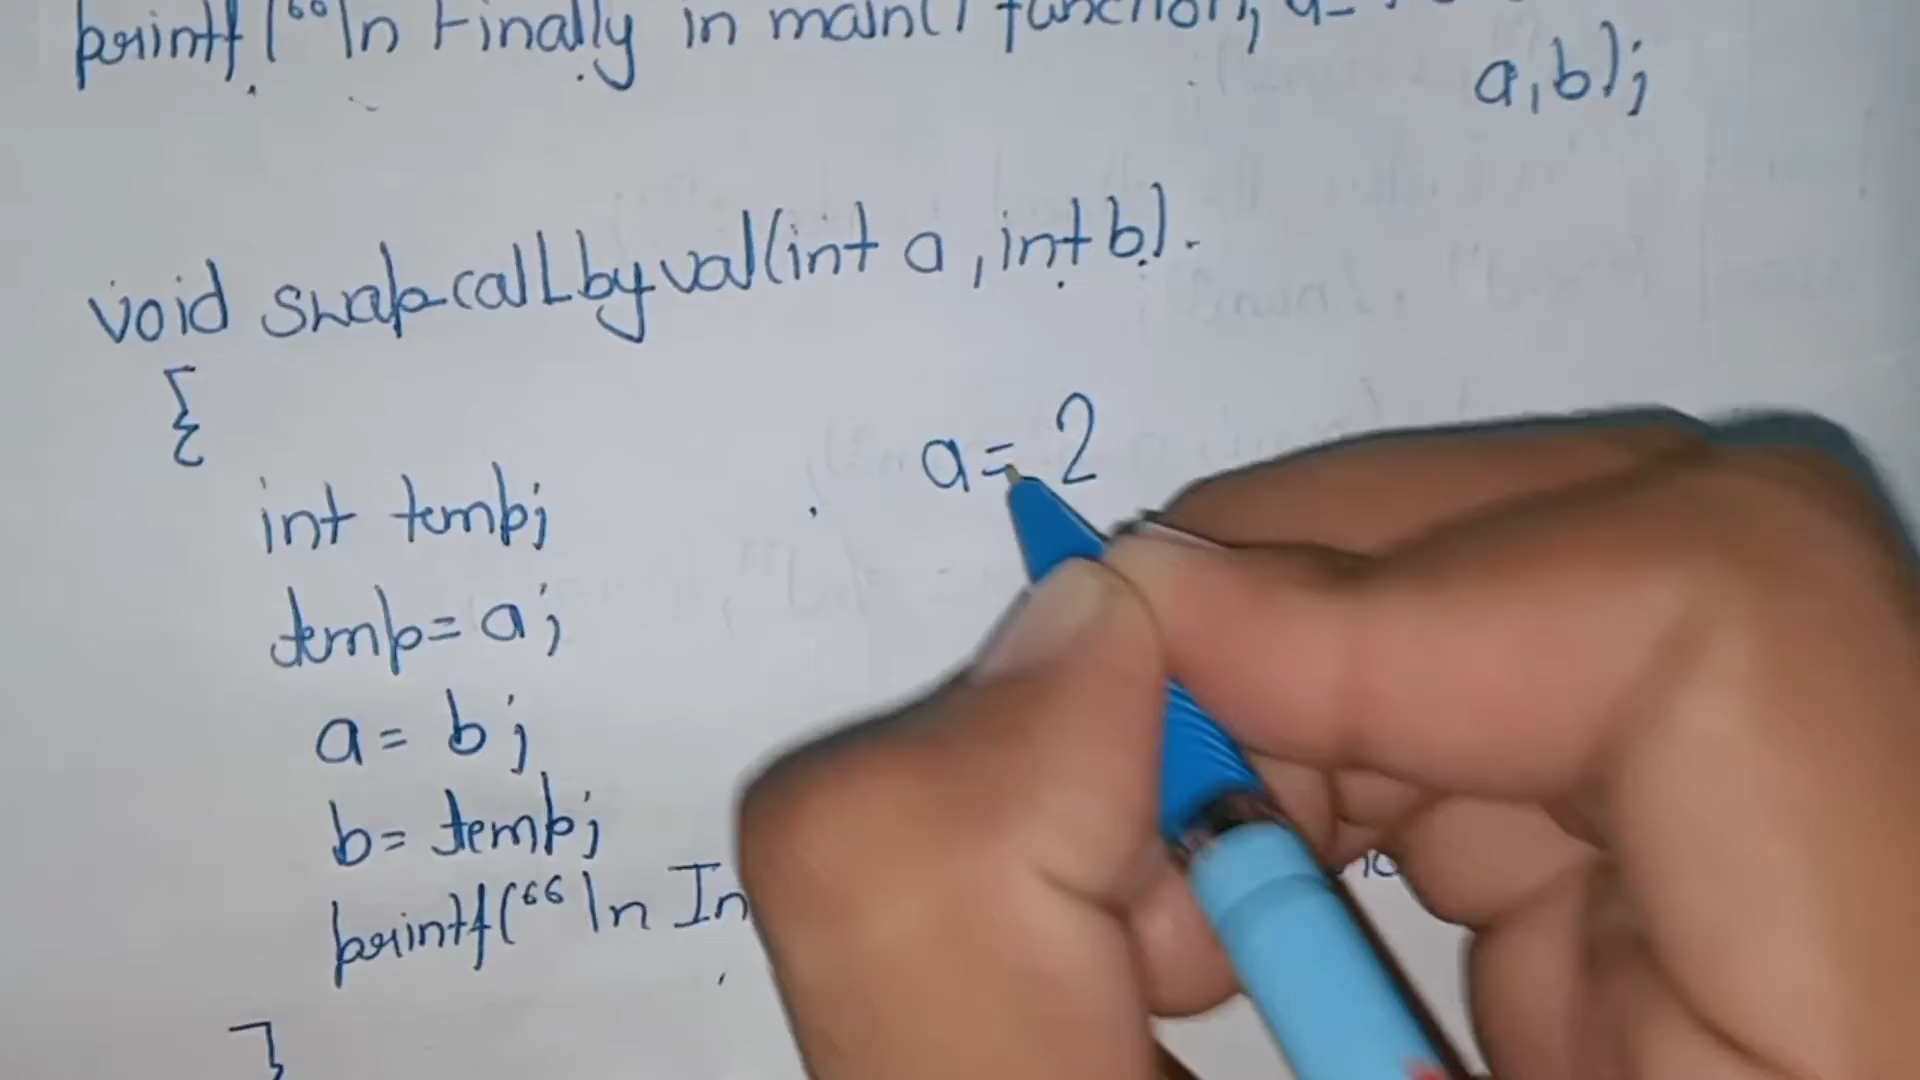 printf(“\n Finally in main() function, a=
a,b);
void swapcallbyval(int a, int b)
{
a= 2
int temp;
temp= a;
a= b;
b= temp;
printf(“\n In
}